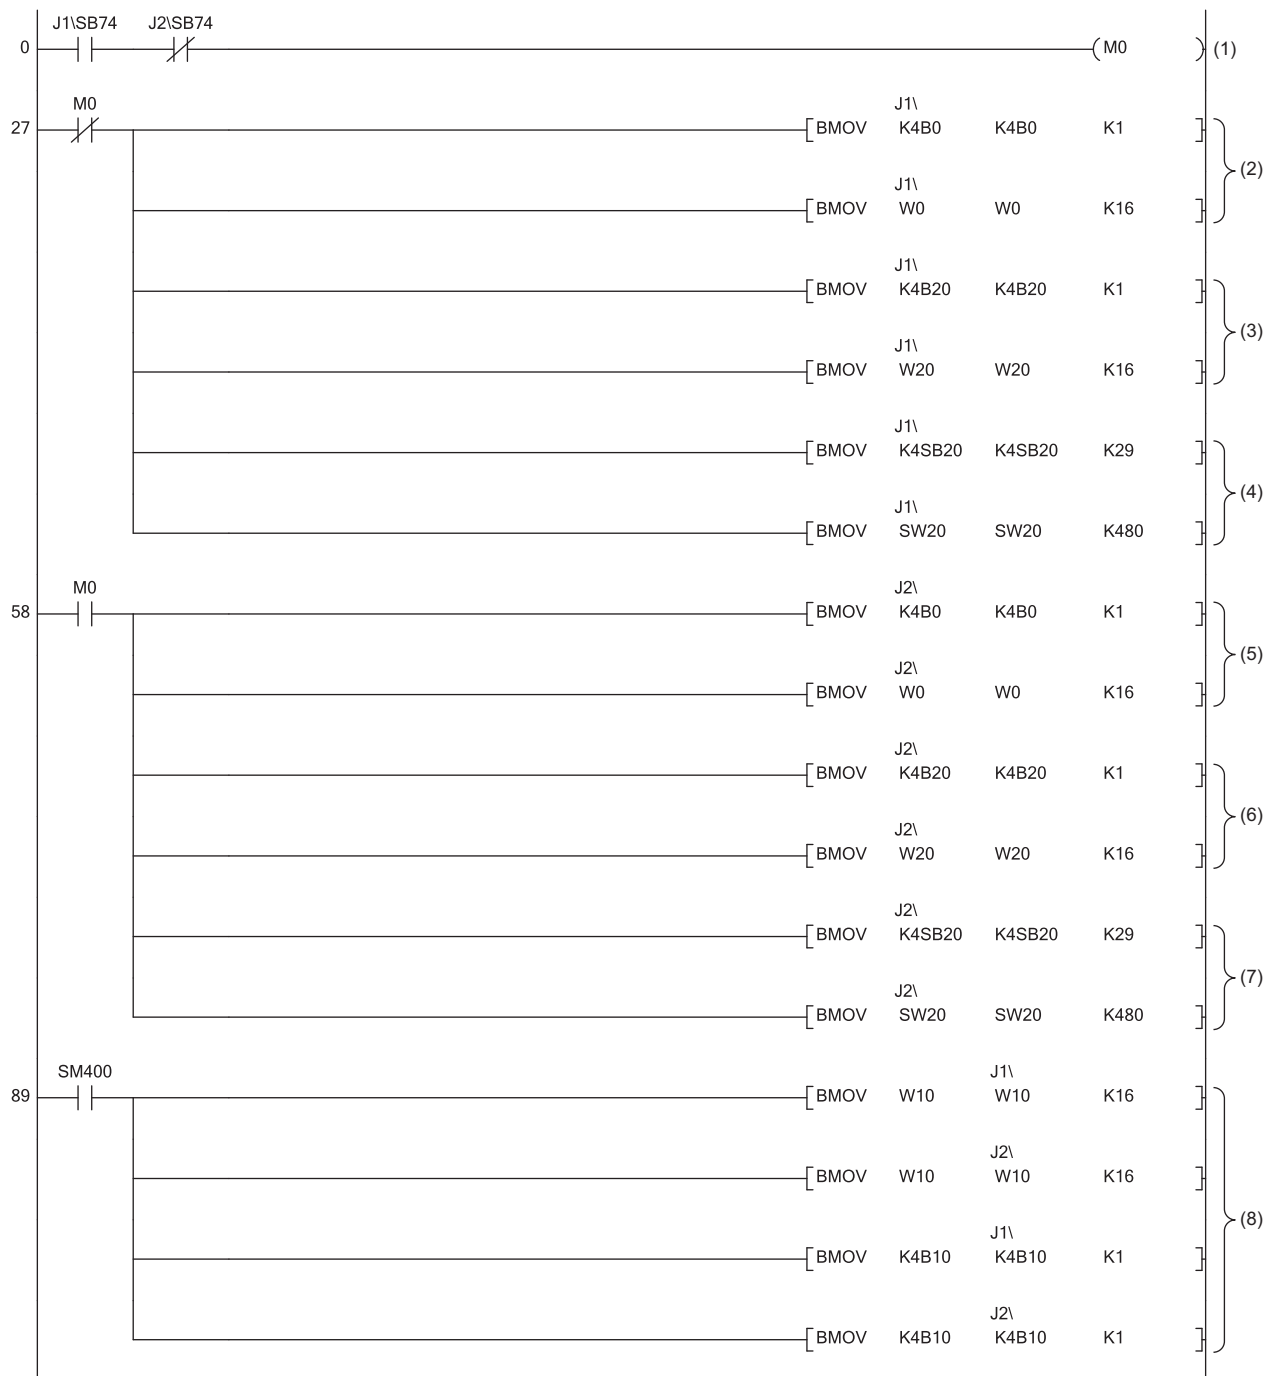 J1\SB74 J2\SB74
0 M0 (1)
M0 J1\
27 BMOV K4B0 K4B0 K1
(2)
J1\
BMOV W0 W0 K16
J1\
BMOV K4B20 K4B20 K1
(3)
J1\
BMOV W20 W20 K16
J1\
BMOV K4SB20 K4SB20 K29
(4)
J1\
BMOV SW20 SW20 K480
M0 J2\
58 BMOV K4B0 K4B0 K1
(5)
J2\
BMOV W0 W0 K16
J2\
BMOV K4B20 K4B20 K1
(6)
J2\
BMOV W20 W20 K16
J2\
BMOV K4SB20 K4SB20 K29
(7)
J2\
BMOV SW20 SW20 K480
SM400 J1\
89 BMOV W10 W10 K16
J2\
BMOV W10 W10 K16
(8)
J1\
BMOV K4B10 K4B10 K1
J2\
BMOV K4B10 K4B10 K1